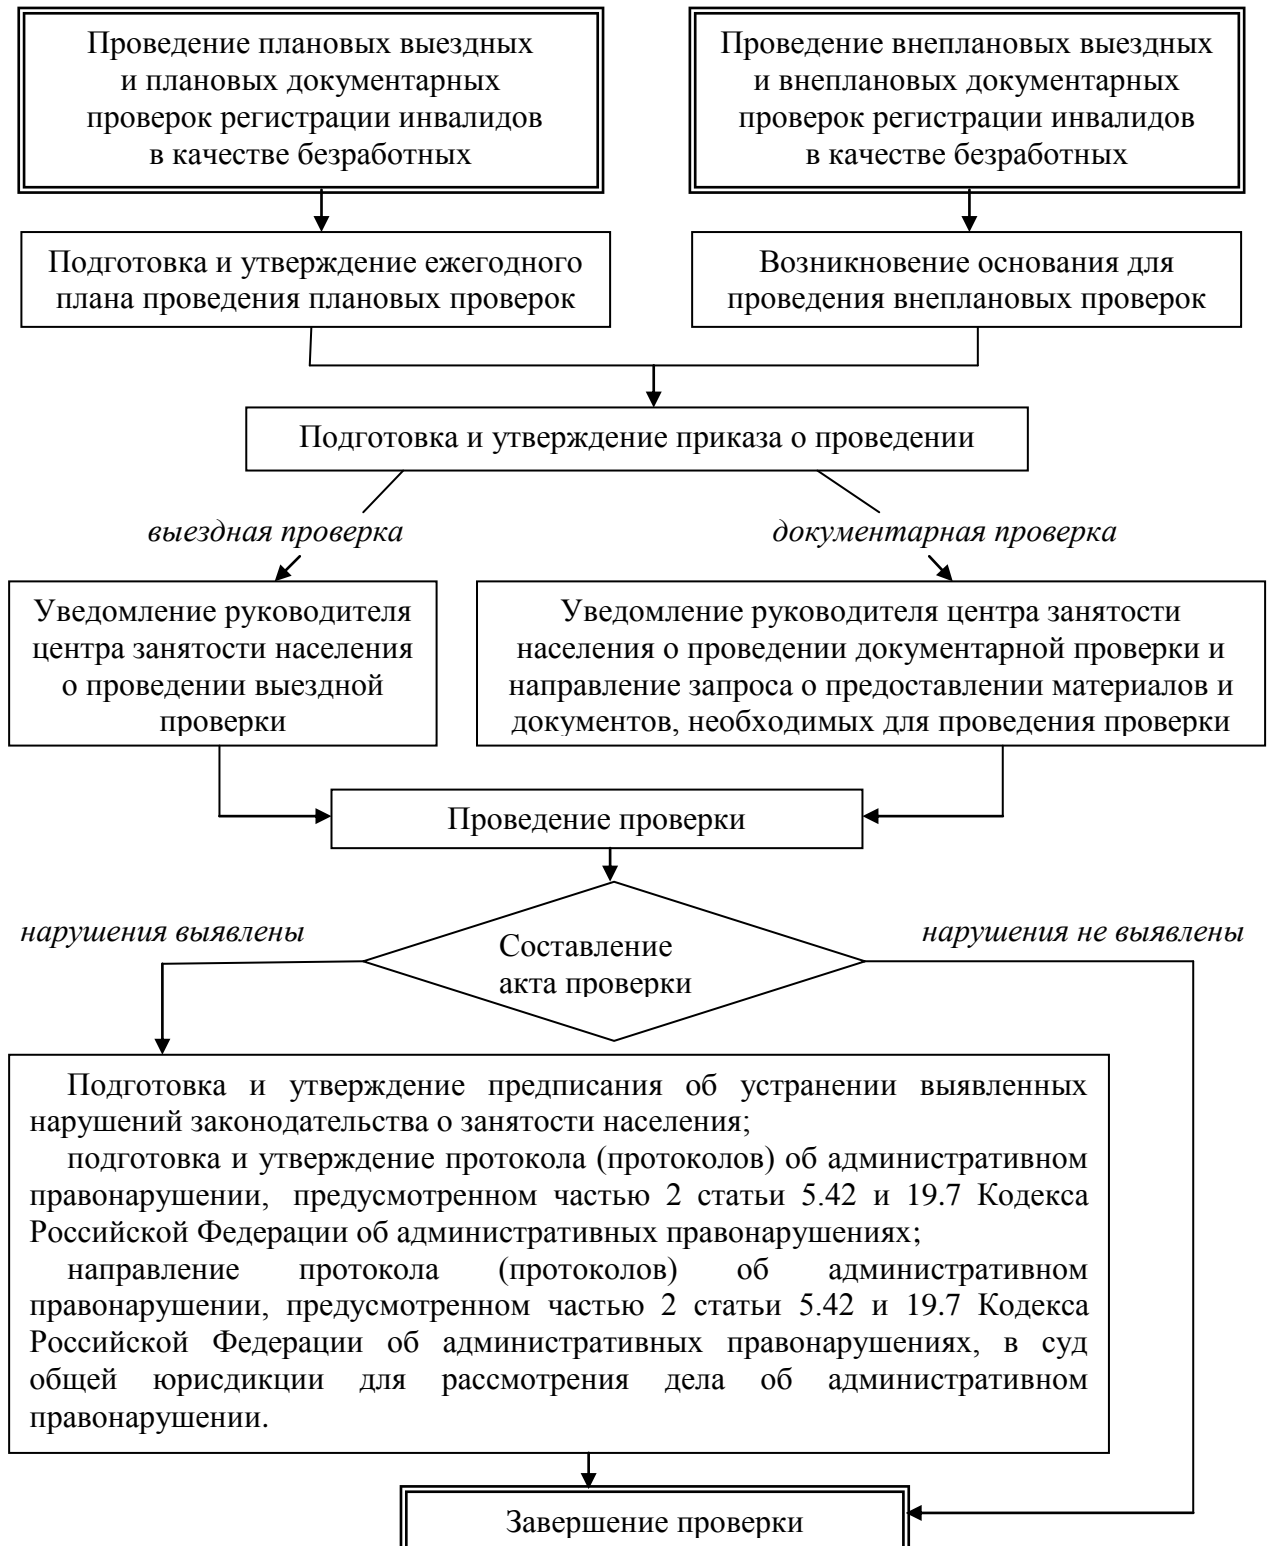 Проведение плановых выездных
и плановых документарных
проверок регистрации инвалидов
в качестве безработных
Проведение внеплановых выездных
и внеплановых документарных
проверок регистрации инвалидов
в качестве безработных
Подготовка и утверждение ежегодного
плана проведения плановых проверок
Возникновение основания для
проведения внеплановых проверок
Подготовка и утверждение приказа о проведении
выездная проверка
документарная проверка
Уведомление руководителя
центра занятости населения
о проведении выездной
проверки
Уведомление руководителя центра занятости
населения о проведении документарной проверки и
направление запроса о предоставлении материалов и
документов, необходимых для проведения проверки
Проведение проверки
нарушения выявлены
Составление
акта проверки
нарушения не выявлены
Подготовка и утверждение предписания об устранении выявленных
нарушений законодательства о занятости населения;
подготовка и утверждение протокола (протоколов) об административном
правонарушении, предусмотренном частью 2 статьи 5.42 и 19.7 Кодекса
Российской Федерации об административных правонарушениях;
направление протокола (протоколов) об административном
правонарушении, предусмотренном частью 2 статьи 5.42 и 19.7 Кодекса
Российской Федерации об административных правонарушениях, в суд
общей юрисдикции для рассмотрения дела об административном
правонарушении.
Завершение проверки